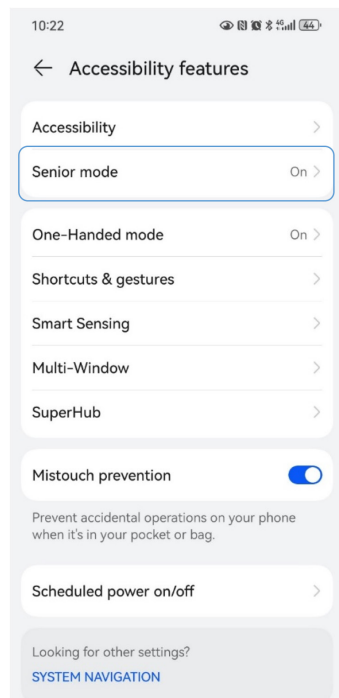 10:22
4G 44
← Accessibility features
Accessibility
Senior mode On
One-Handed mode On
Shortcuts & gestures
Smart Sensing
Multi-Window
SuperHub
Mistouch prevention
Prevent accidental operations on your phone
when it's in your pocket or bag.
Scheduled power on/off
Looking for other settings?
SYSTEM NAVIGATION